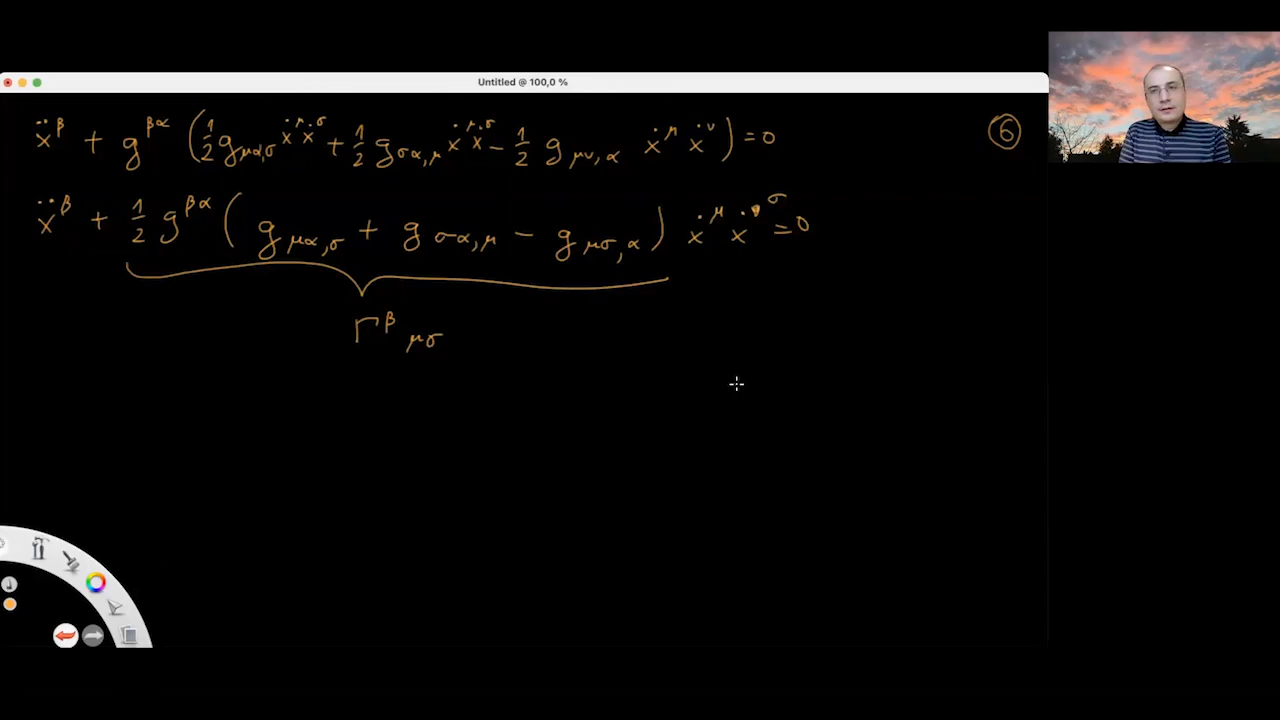 Untitled @ 100,0 %
ẍ^β + g^{βα} (½ g_{μα,σ} ẋ^μ ẋ^σ + ½ g_{σα,μ} ẋ^μ ẋ^σ − ½ g_{μν,α} ẋ^μ ẋ^ν) = 0
⑥
ẍ^β + ½ g^{βα} (g_{μα,σ} + g_{σα,μ} − g_{μσ,α}) ẋ^μ ẋ^σ = 0
Γ^β_{μσ}